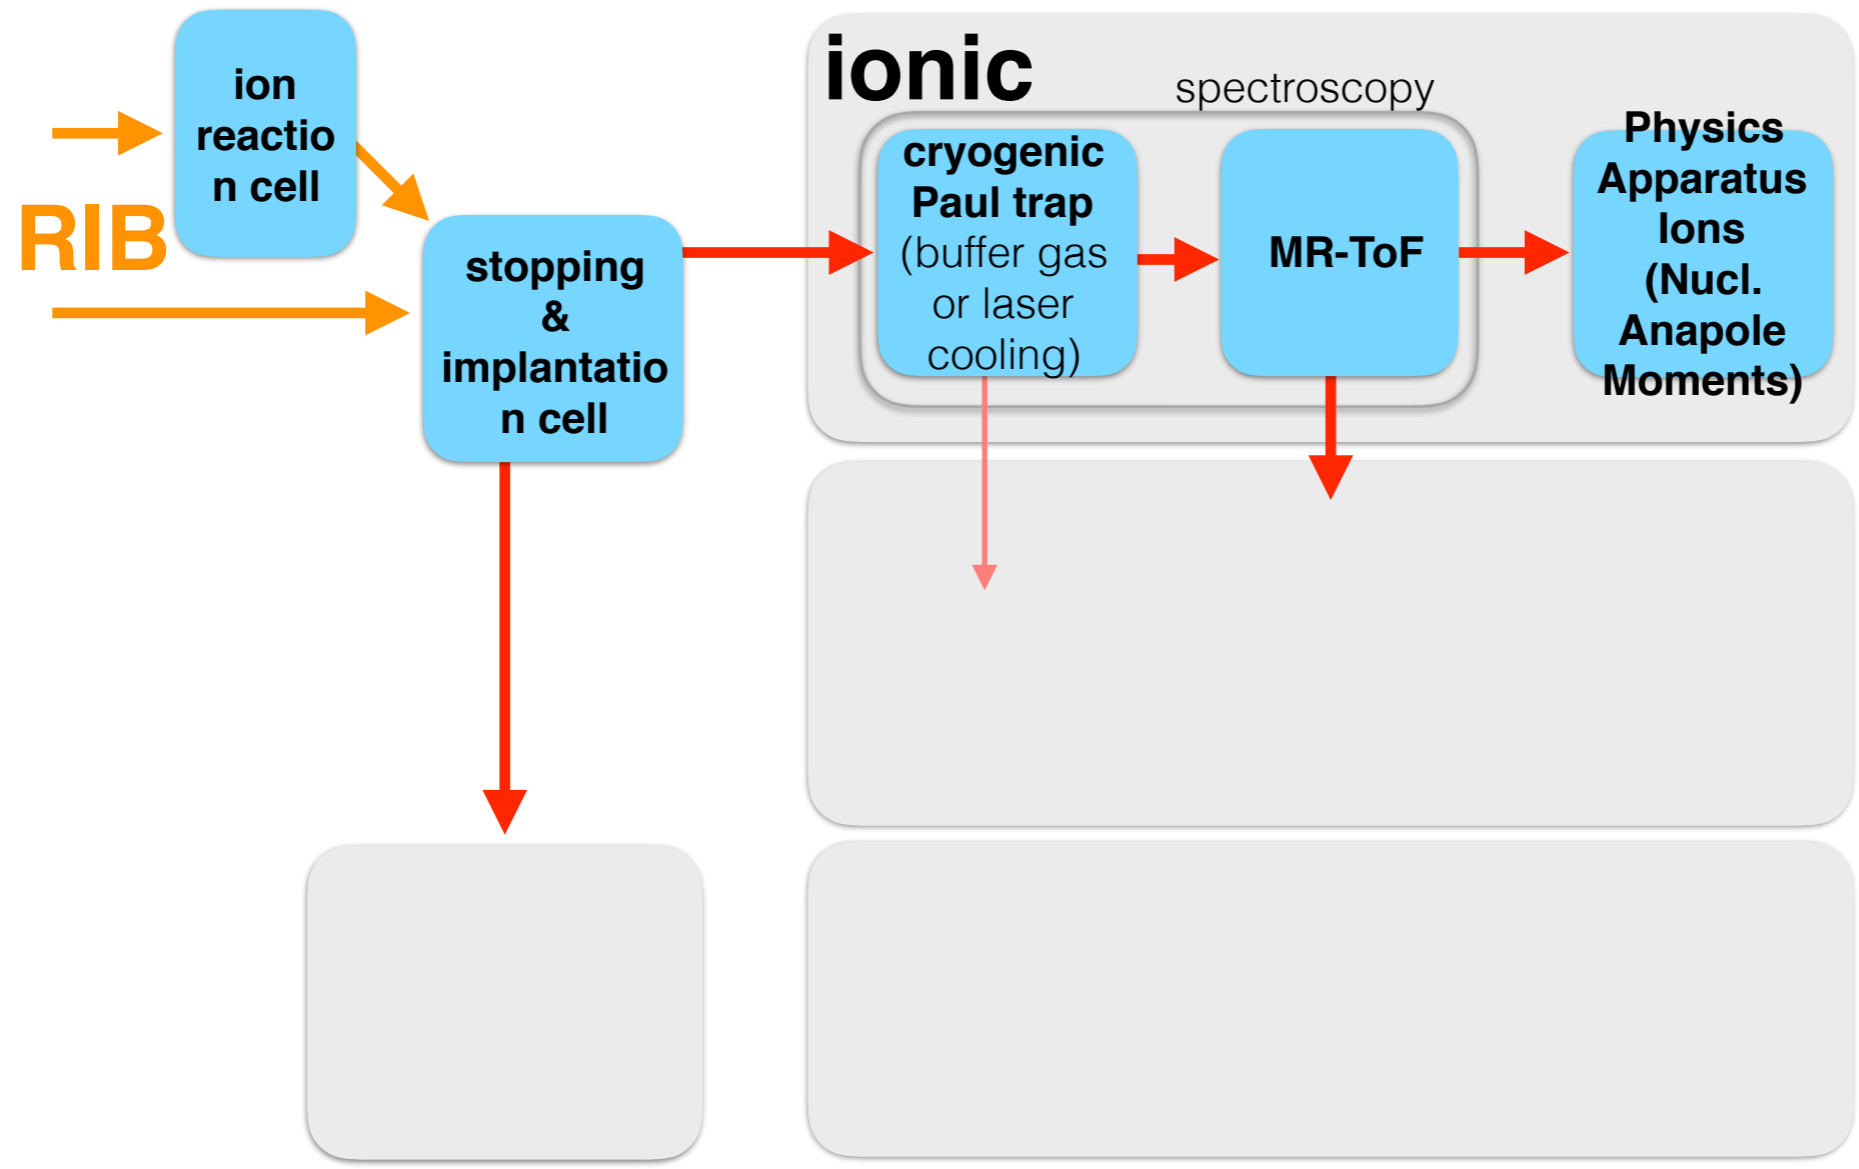 ion
reactio
n cell
RIB
stopping
&
implantatio
n cell
ionic
spectroscopy
cryogenic
Paul trap
(buffer gas
or laser
cooling)
MR-ToF
Physics
Apparatus
Ions
(Nucl.
Anapole
Moments)